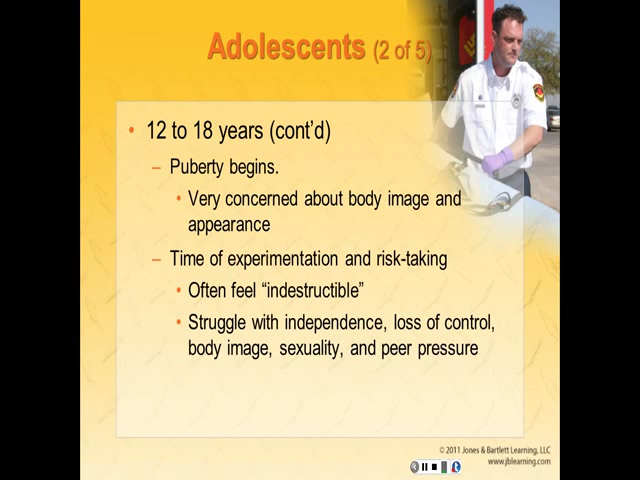 Adolescents (2 of 5)
• 12 to 18 years (cont’d)
– Puberty begins.
• Very concerned about body image and
appearance
– Time of experimentation and risk-taking
• Often feel “indestructible”
• Struggle with independence, loss of control,
body image, sexuality, and peer pressure
© 2011 Jones & Bartlett Learning, LLC
www.jblearning.com